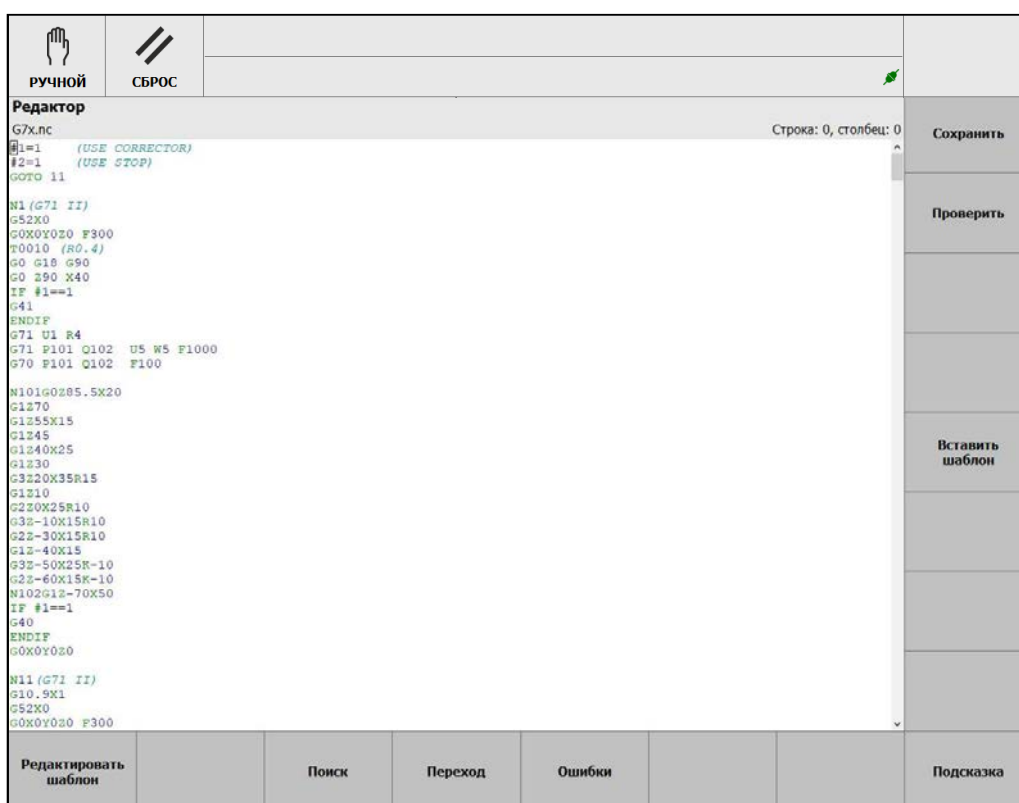 РУЧНОЙ
СБРОС
Редактор
G7x.nc
Строка: 0, столбец: 0
#1=1 (USE CORRECTOR)
#2=1 (USE STOP)
GOTO 11
N1(G71 II)
G52X0
G0X0Y0Z0 F300
T0010 (R0.4)
G0 G18 G90
G0 Z90 X40
IF #1==1
G41
ENDIF
G71 U1 R4
G71 P101 Q102 U5 W5 F1000
G70 P101 Q102 F100
N101G0Z85.5X20
G1Z70
G1Z55X15
G1Z45
G1Z40X25
G1Z30
G3Z20X35R15
G1Z10
G2Z0X25R10
G3Z-10X15R10
G2Z-30X15R10
G1Z-40X15
G3Z-50X25K-10
G2Z-60X15K-10
N102G1Z-70X50
IF #1==1
G40
ENDIF
G0X0Y0Z0
N11(G71 II)
G10.9X1
G52X0
G0X0Y0Z0 F300
Сохранить
Проверить
Вставить
шаблон
Редактировать
шаблон
Поиск
Переход
Ошибки
Подсказка